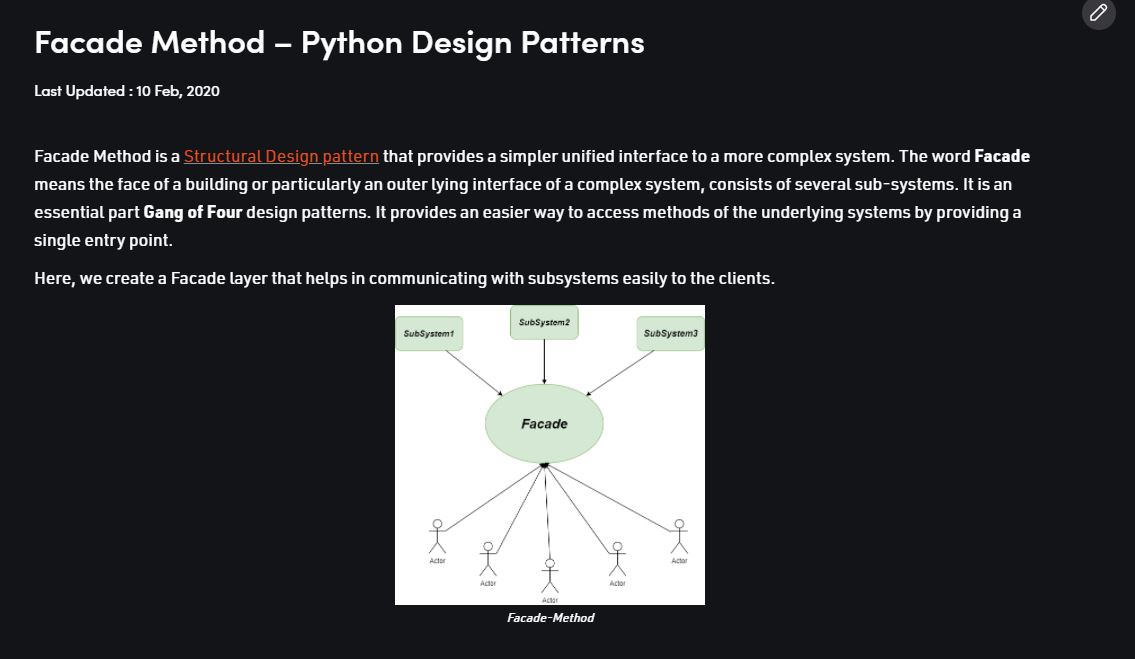 Facade Method – Python Design Patterns
Last Updated : 10 Feb, 2020
Facade Method is a Structural Design pattern that provides a simpler unified interface to a more complex system. The word Facade
means the face of a building or particularly an outer lying interface of a complex system, consists of several sub-systems. It is an
essential part Gang of Four design patterns. It provides an easier way to access methods of the underlying systems by providing a
single entry point.
Here, we create a Facade layer that helps in communicating with subsystems easily to the clients.
SubSystem1
SubSystem2
SubSystem3
Facade
Actor
Actor
Actor
Actor
Actor
Facade-Method